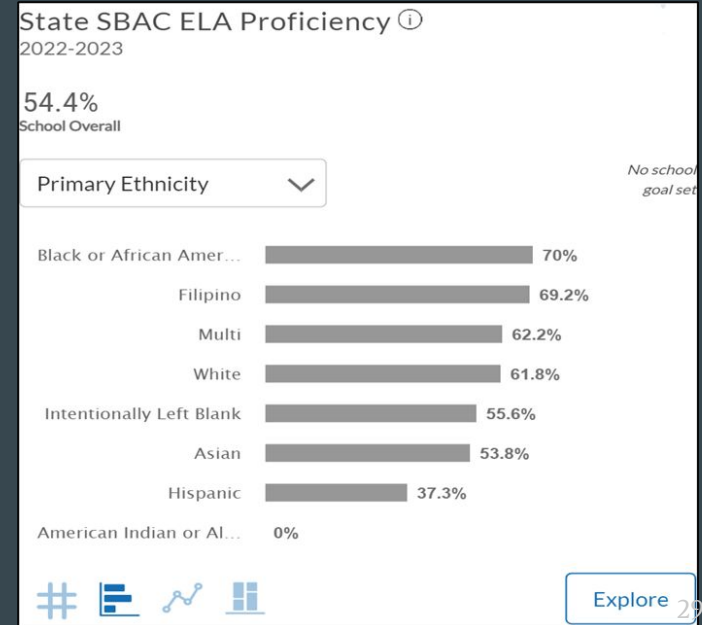 State SBAC ELA Proficiency ⓘ
2022-2023
54.4%
School Overall
Primary Ethnicity
No school
goal set
Black or African Amer... 70%
Filipino 69.2%
Multi 62.2%
White 61.8%
Intentionally Left Blank 55.6%
Asian 53.8%
Hispanic 37.3%
American Indian or Al... 0%
Explore
29